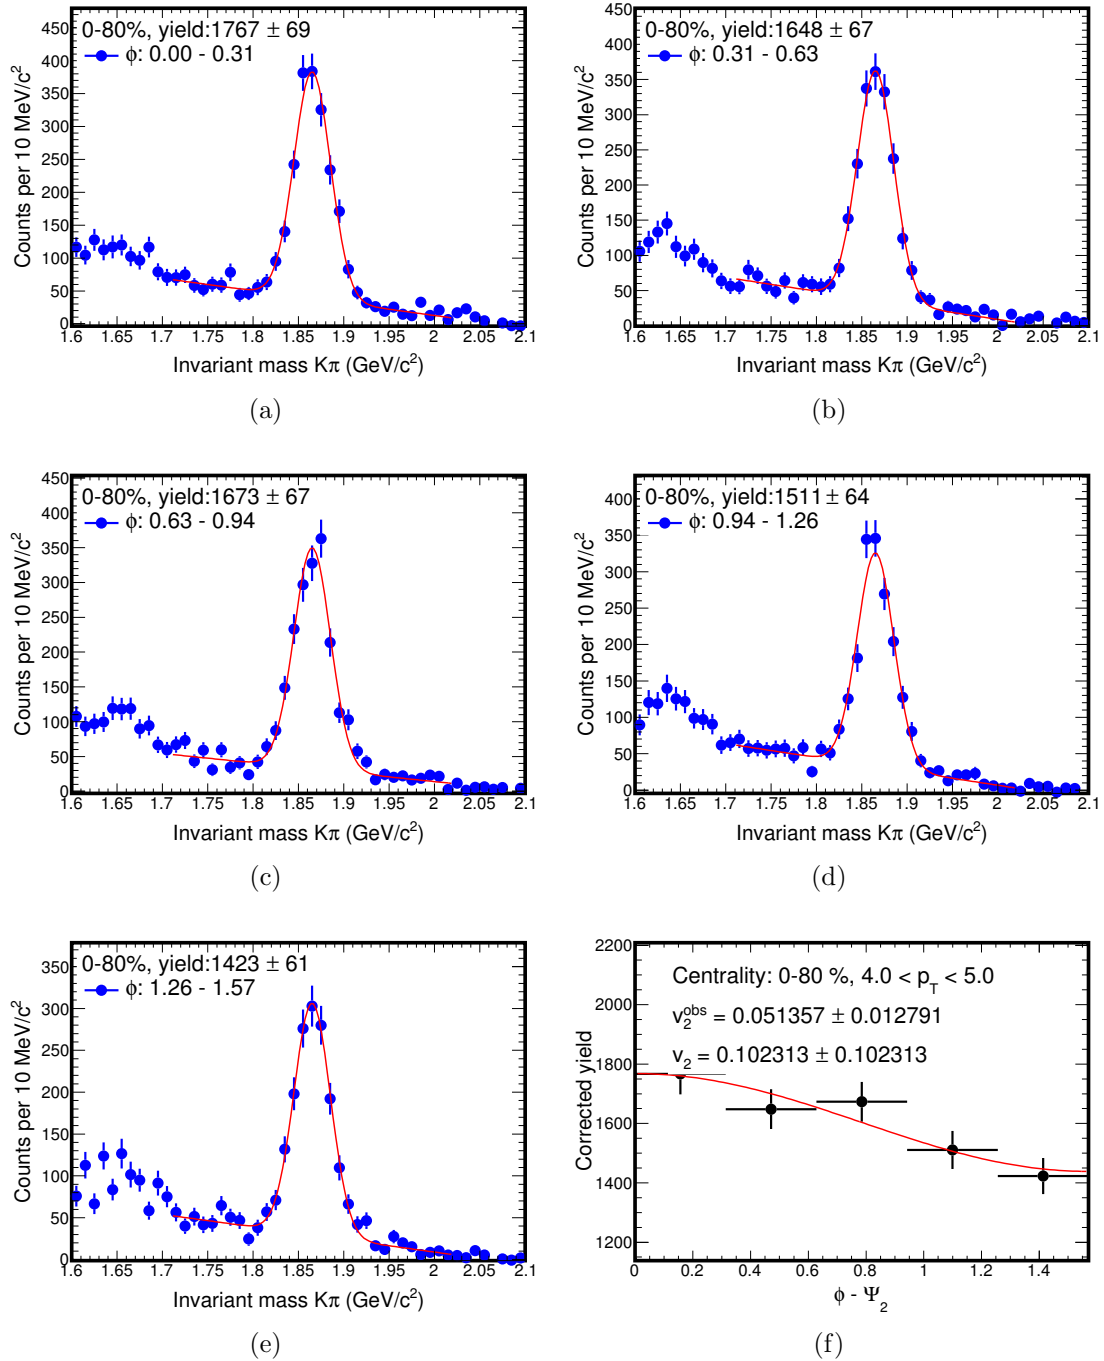 0-80%, yield:1767 ± 69
ϕ: 0.00 - 0.31
Counts per 10 MeV/c²
450
400
350
300
250
200
150
100
50
0
1.6 1.65 1.7 1.75 1.8 1.85 1.9 1.95 2 2.05 2.1
Invariant mass Kπ (GeV/c²)
(a)
0-80%, yield:1648 ± 67
ϕ: 0.31 - 0.63
Counts per 10 MeV/c²
400
350
300
250
200
150
100
50
0
1.6 1.65 1.7 1.75 1.8 1.85 1.9 1.95 2 2.05 2.1
Invariant mass Kπ (GeV/c²)
(b)
0-80%, yield:1673 ± 67
ϕ: 0.63 - 0.94
Counts per 10 MeV/c²
450
400
350
300
250
200
150
100
50
0
1.6 1.65 1.7 1.75 1.8 1.85 1.9 1.95 2 2.05 2.1
Invariant mass Kπ (GeV/c²)
(c)
0-80%, yield:1511 ± 64
ϕ: 0.94 - 1.26
Counts per 10 MeV/c²
400
350
300
250
200
150
100
50
0
1.6 1.65 1.7 1.75 1.8 1.85 1.9 1.95 2 2.05 2.1
Invariant mass Kπ (GeV/c²)
(d)
0-80%, yield:1423 ± 61
ϕ: 1.26 - 1.57
Counts per 10 MeV/c²
350
300
250
200
150
100
50
0
1.6 1.65 1.7 1.75 1.8 1.85 1.9 1.95 2 2.05 2.1
Invariant mass Kπ (GeV/c²)
(e)
Centrality: 0-80 %, 4.0 < p_T < 5.0
v₂^obs = 0.051357 ± 0.012791
v₂ = 0.102313 ± 0.102313
Corrected yield
2200
2000
1800
1600
1400
1200
0 0.2 0.4 0.6 0.8 1 1.2 1.4
ϕ - Ψ₂
(f)